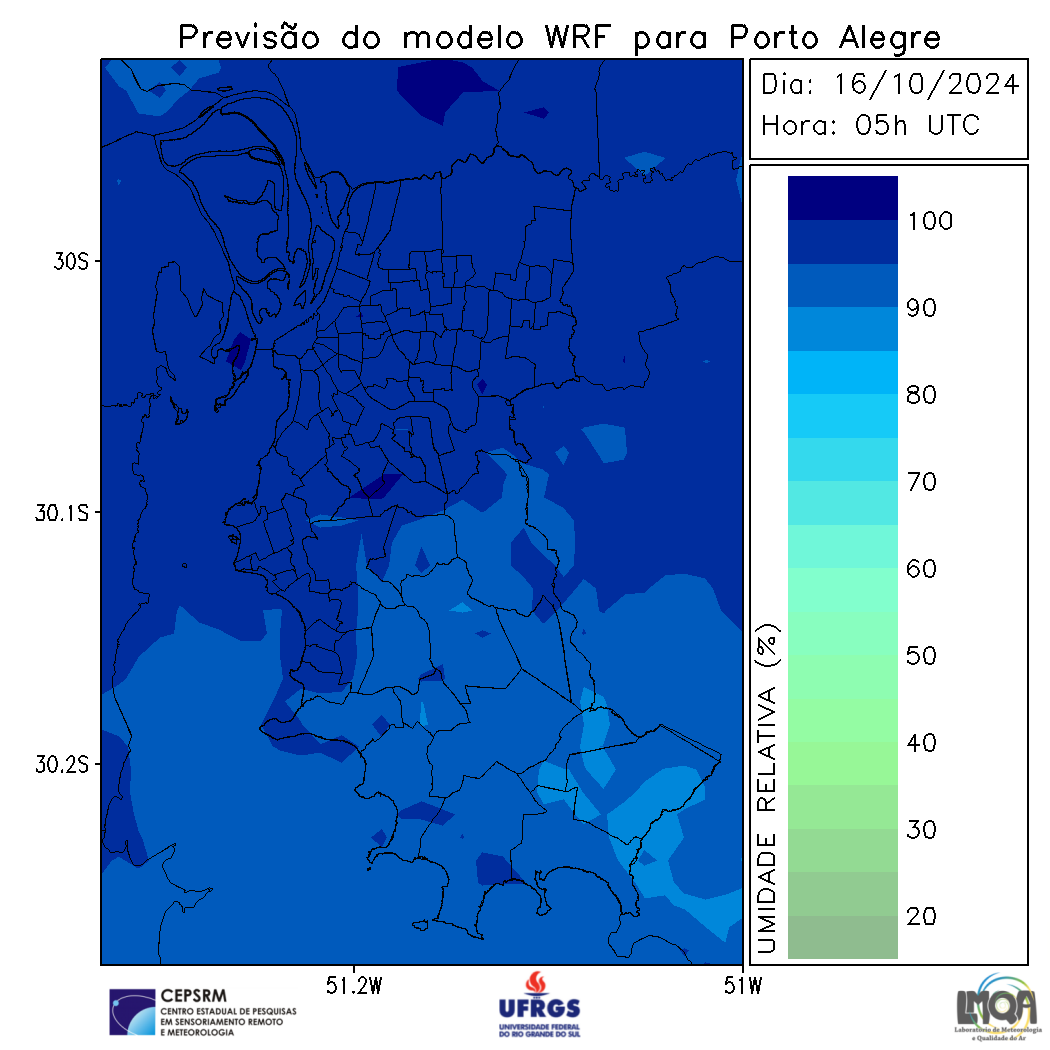 Previsão do modelo WRF para Porto Alegre
Dia: 16/10/2024
Hora: 05h UTC
30S
30.1S
30.2S
51.2W
51W
UMIDADE RELATIVA (%)
100
90
80
70
60
50
40
30
20
CEPSRM
CENTRO ESTADUAL DE PESQUISAS
EM SENSORIAMENTO REMOTO
E METEOROLOGIA
UFRGS
UNIVERSIDADE FEDERAL
DO RIO GRANDE DO SUL
LMQA
Laboratório de Meteorologia
e Qualidade do Ar